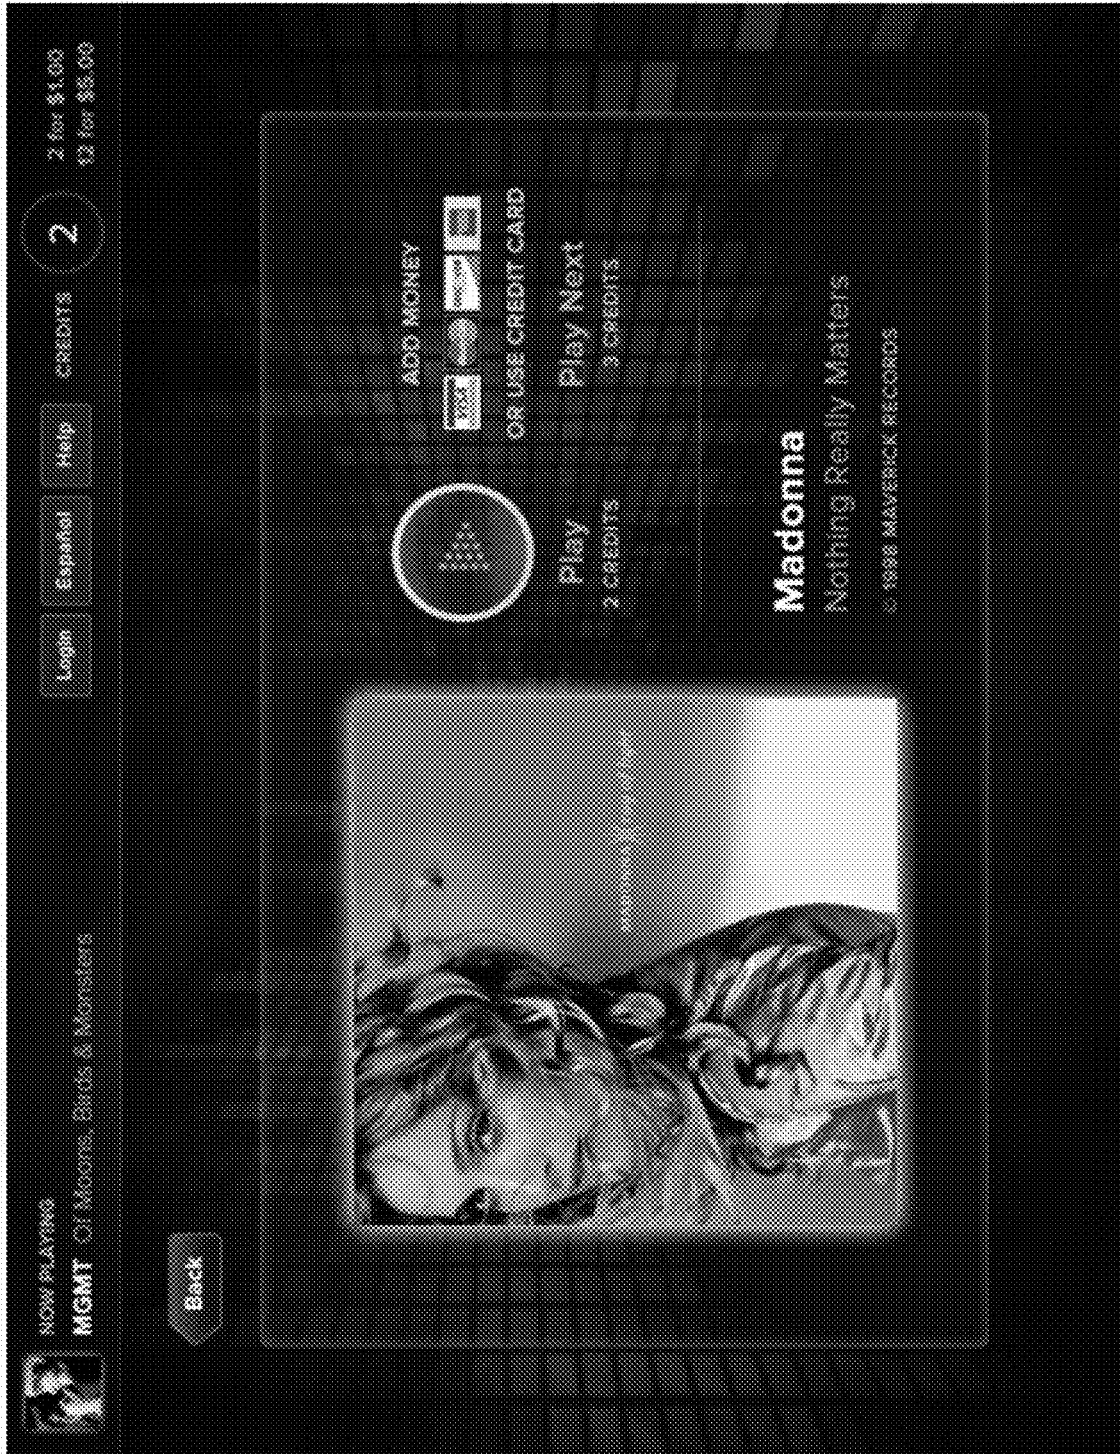 NOW PLAYING
MGMT Of Moons, Birds & Monsters
Login
Español
Help
CREDITS
2
2 for $1.00
12 for $5.00
Back
ADD MONEY
VISA
OR USE CREDIT CARD
Play
2 CREDITS
Play Next
3 CREDITS
Madonna
Nothing Really Matters
© 1998 MAVERICK RECORDS